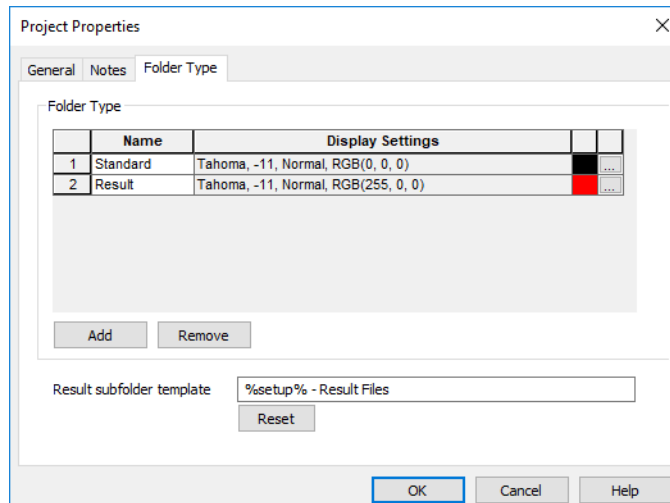 Project Properties
General Notes Folder Type
Folder Type
Name Display Settings
1 Standard Tahoma, -11, Normal, RGB(0, 0, 0) ...
2 Result Tahoma, -11, Normal, RGB(255, 0, 0) ...
Add Remove
Result subfolder template %setup% - Result Files
Reset
OK Cancel Help